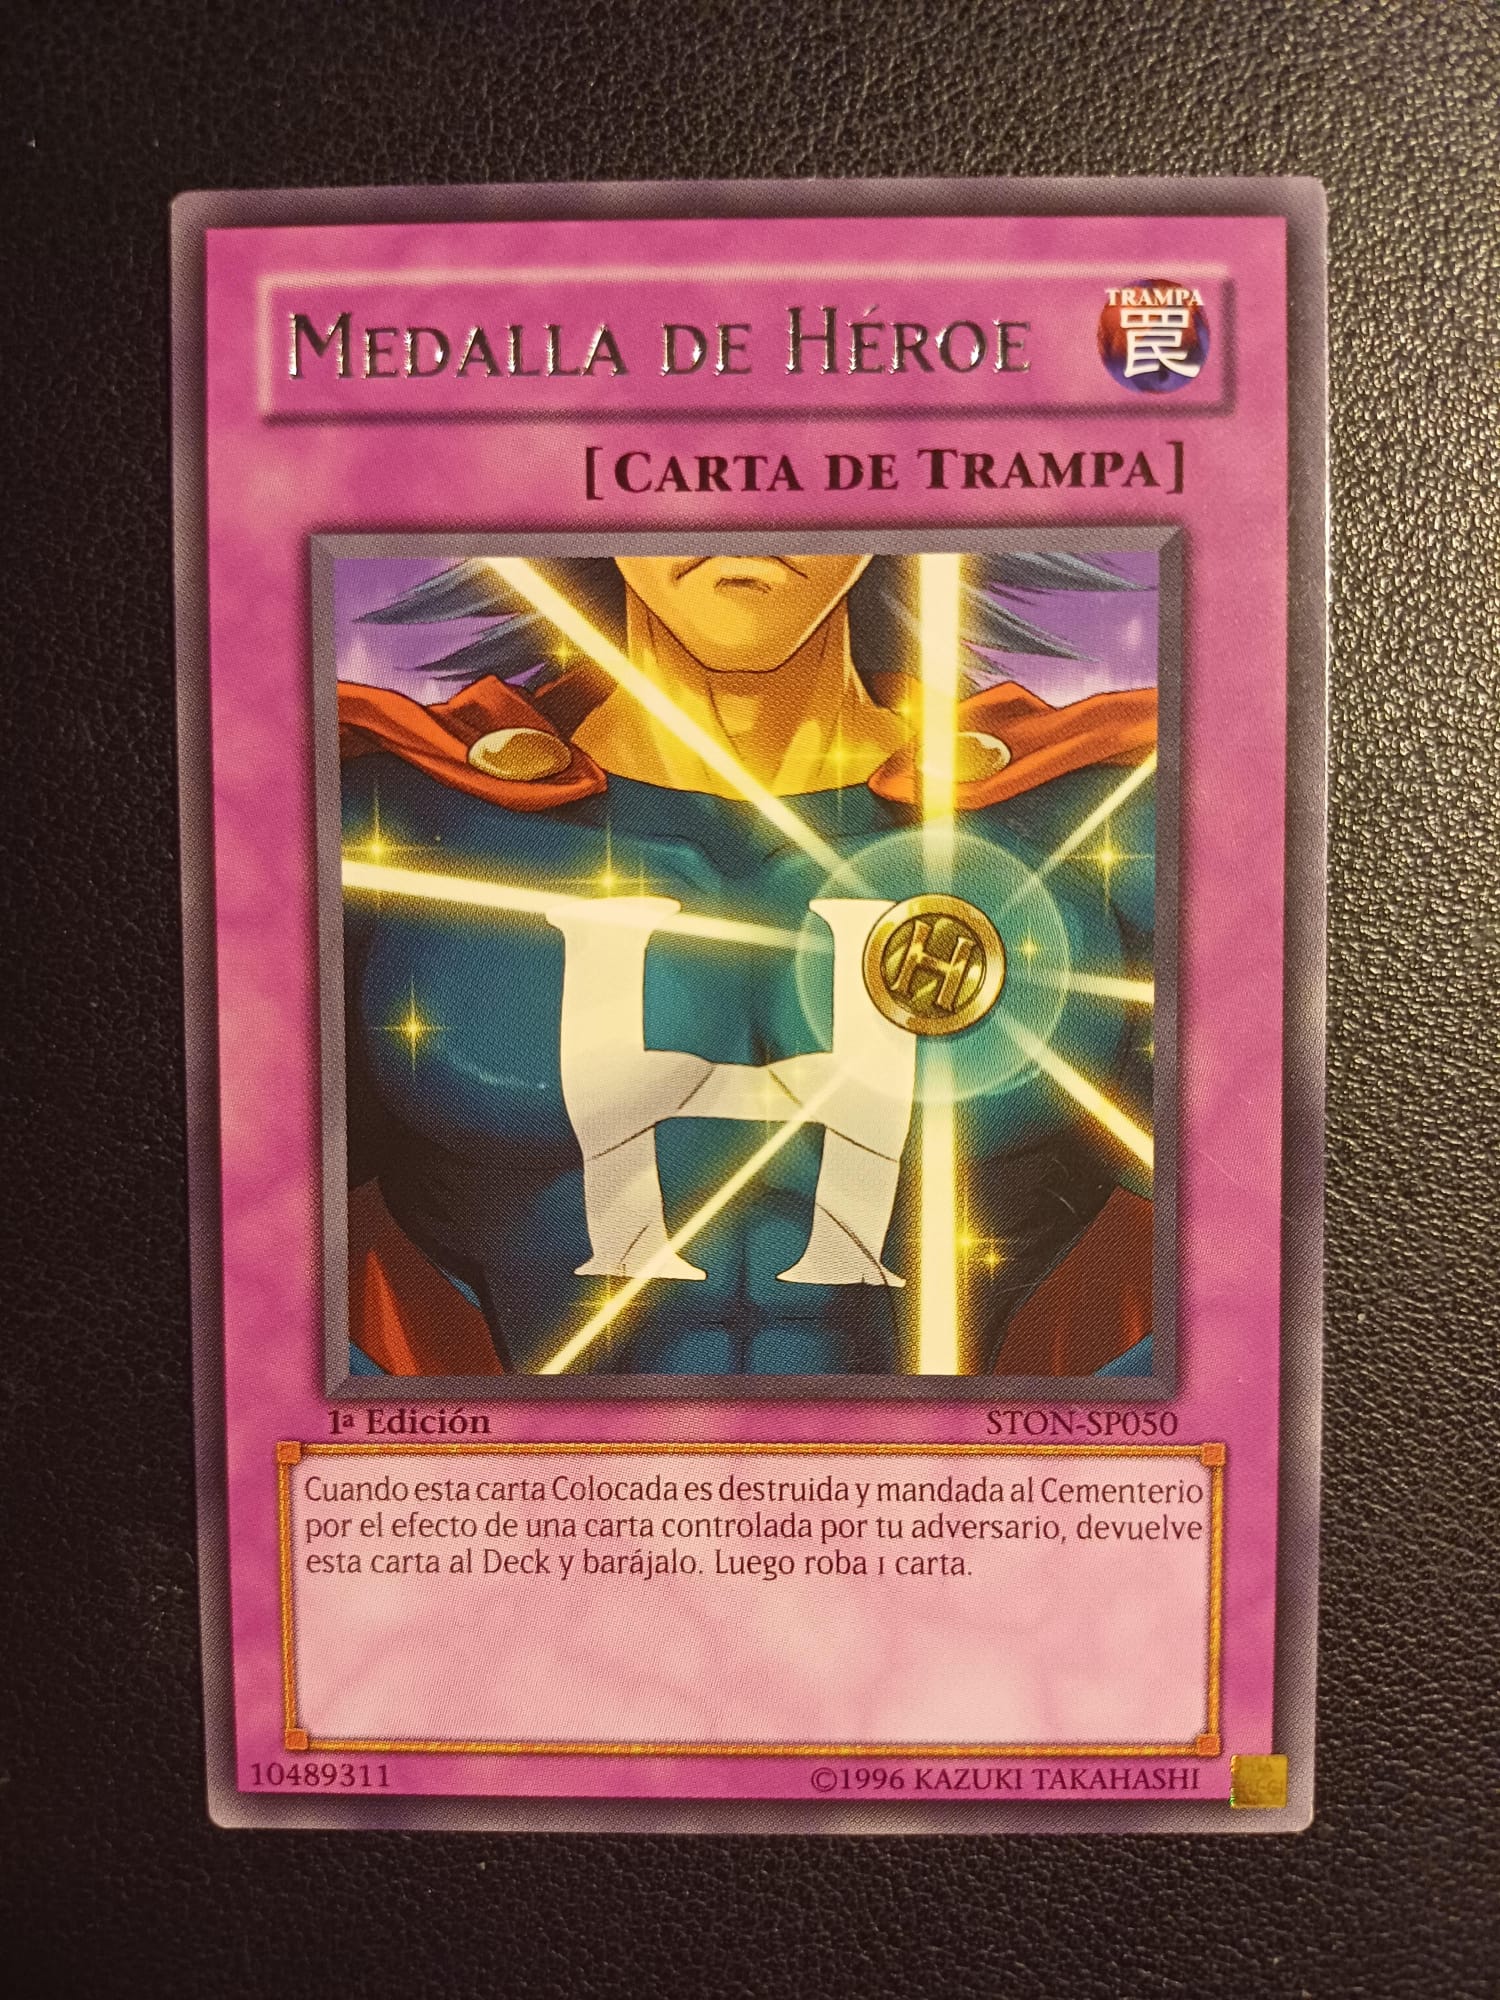 MEDALLA DE HÉROE
TRAMPA
罠
[CARTA DE TRAMPA]
H
H
1ª Edición
STON-SP050
Cuando esta carta Colocada es destruida y mandada al Cementerio
por el efecto de una carta controlada por tu adversario, devuelve
esta carta al Deck y barájalo. Luego roba 1 carta.
10489311
©1996 KAZUKI TAKAHASHI